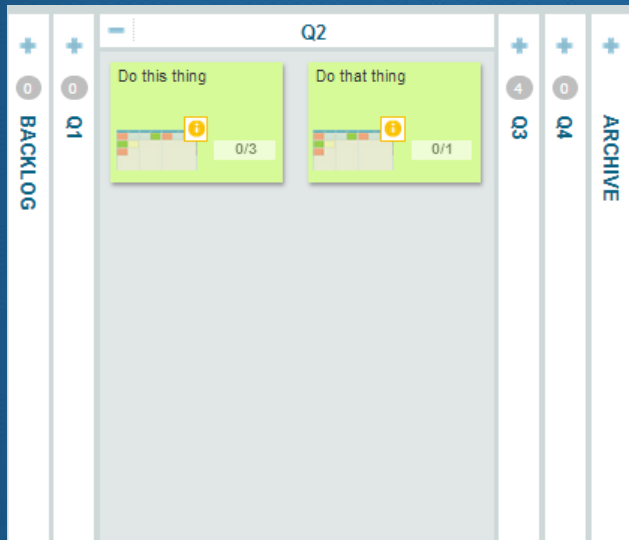 0
BACKLOG
0
Q1
Q2
Do this thing
0/3
Do that thing
0/1
4
Q3
0
Q4
ARCHIVE